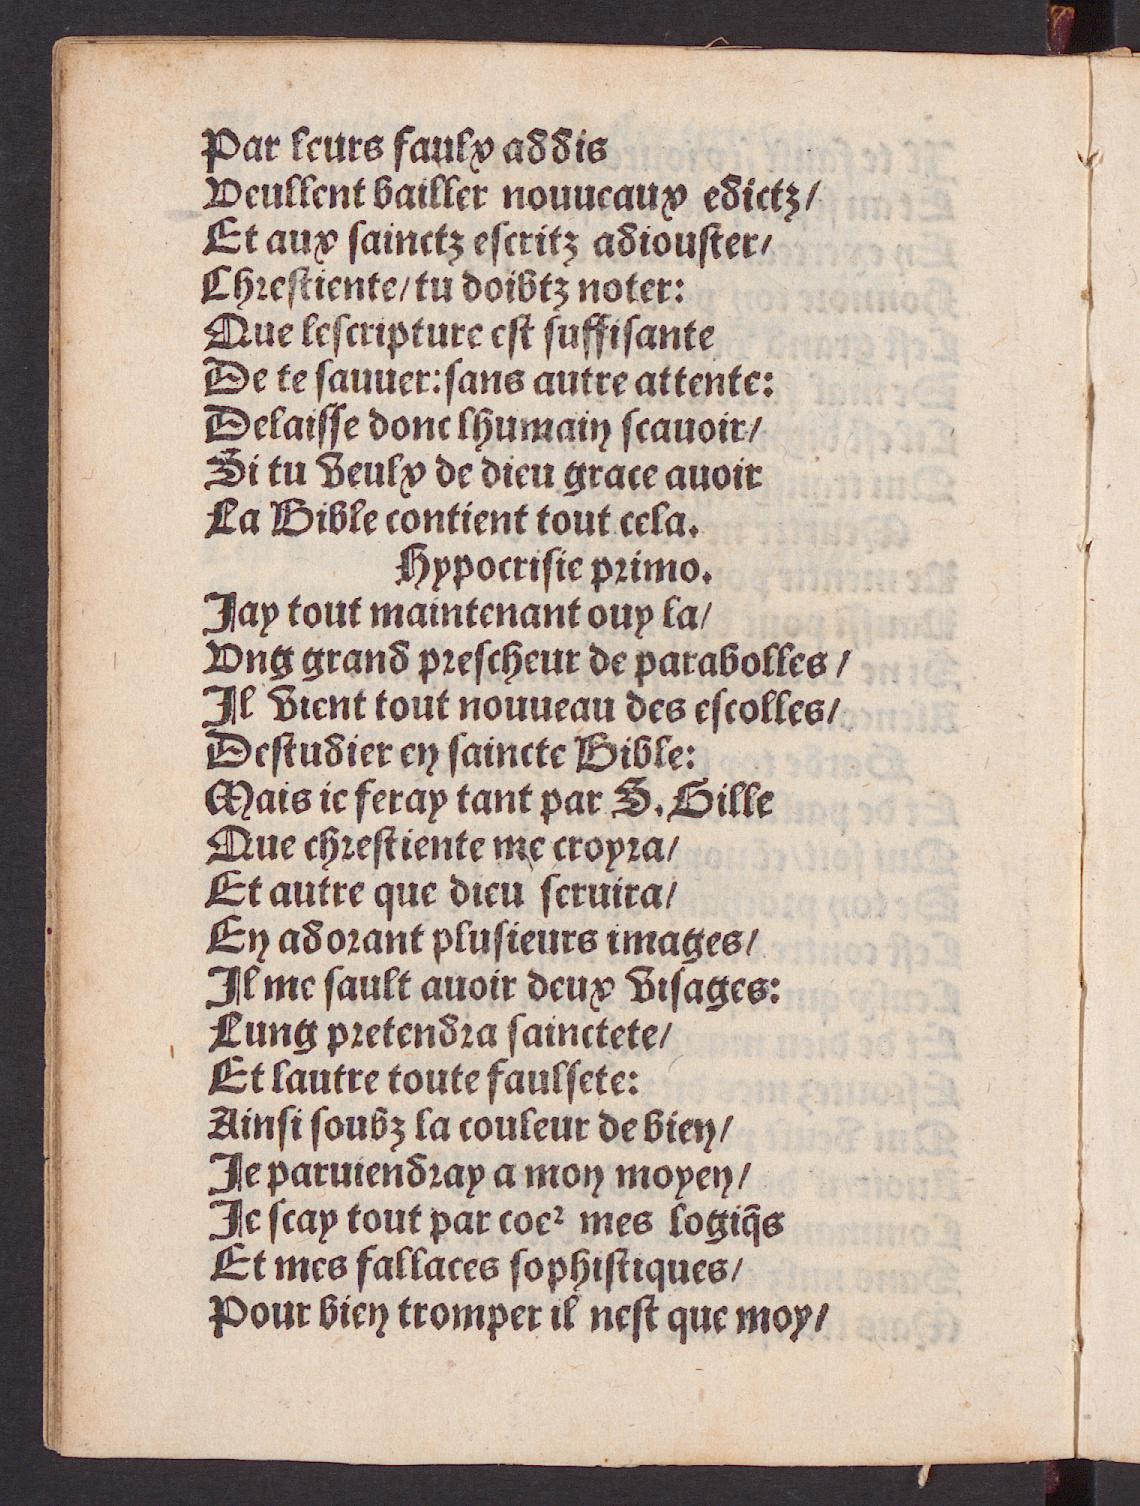 Par leurs faulx addis
Veullent bailler nouueaux edictz/
Et aux sainctz escritz adiouster/
Chrestiente/ tu doibtz noter:
Que lescripture est suffisante
De te sauuer: sans autre attente:
Delaisse donc lhumain scauoir/
Si tu veulx de dieu grace auoir
La Bible contient tout cela.
Hypocrisie primo.
Jay tout maintenant ouy la/
Vng grand prescheur de parabolles /
Il vient tout nouueau des escolles/
Destudier en saincte Bible:
Mais ie feray tant par S. Gille
Que chrestiente me croyra/
Et autre que dieu seruira/
En adorant plusieurs images/
Il me fault auoir deux visages:
Lung pretendra sainctete/
Et lautre toute faulsete:
Ainsi soubz la couleur de bien/
Je paruiendray a mon moyen/
Je scay tout par coeꝛ mes logiq̃s
Et mes fallaces sophistiques/
Pour bien tromper il nest que moy/